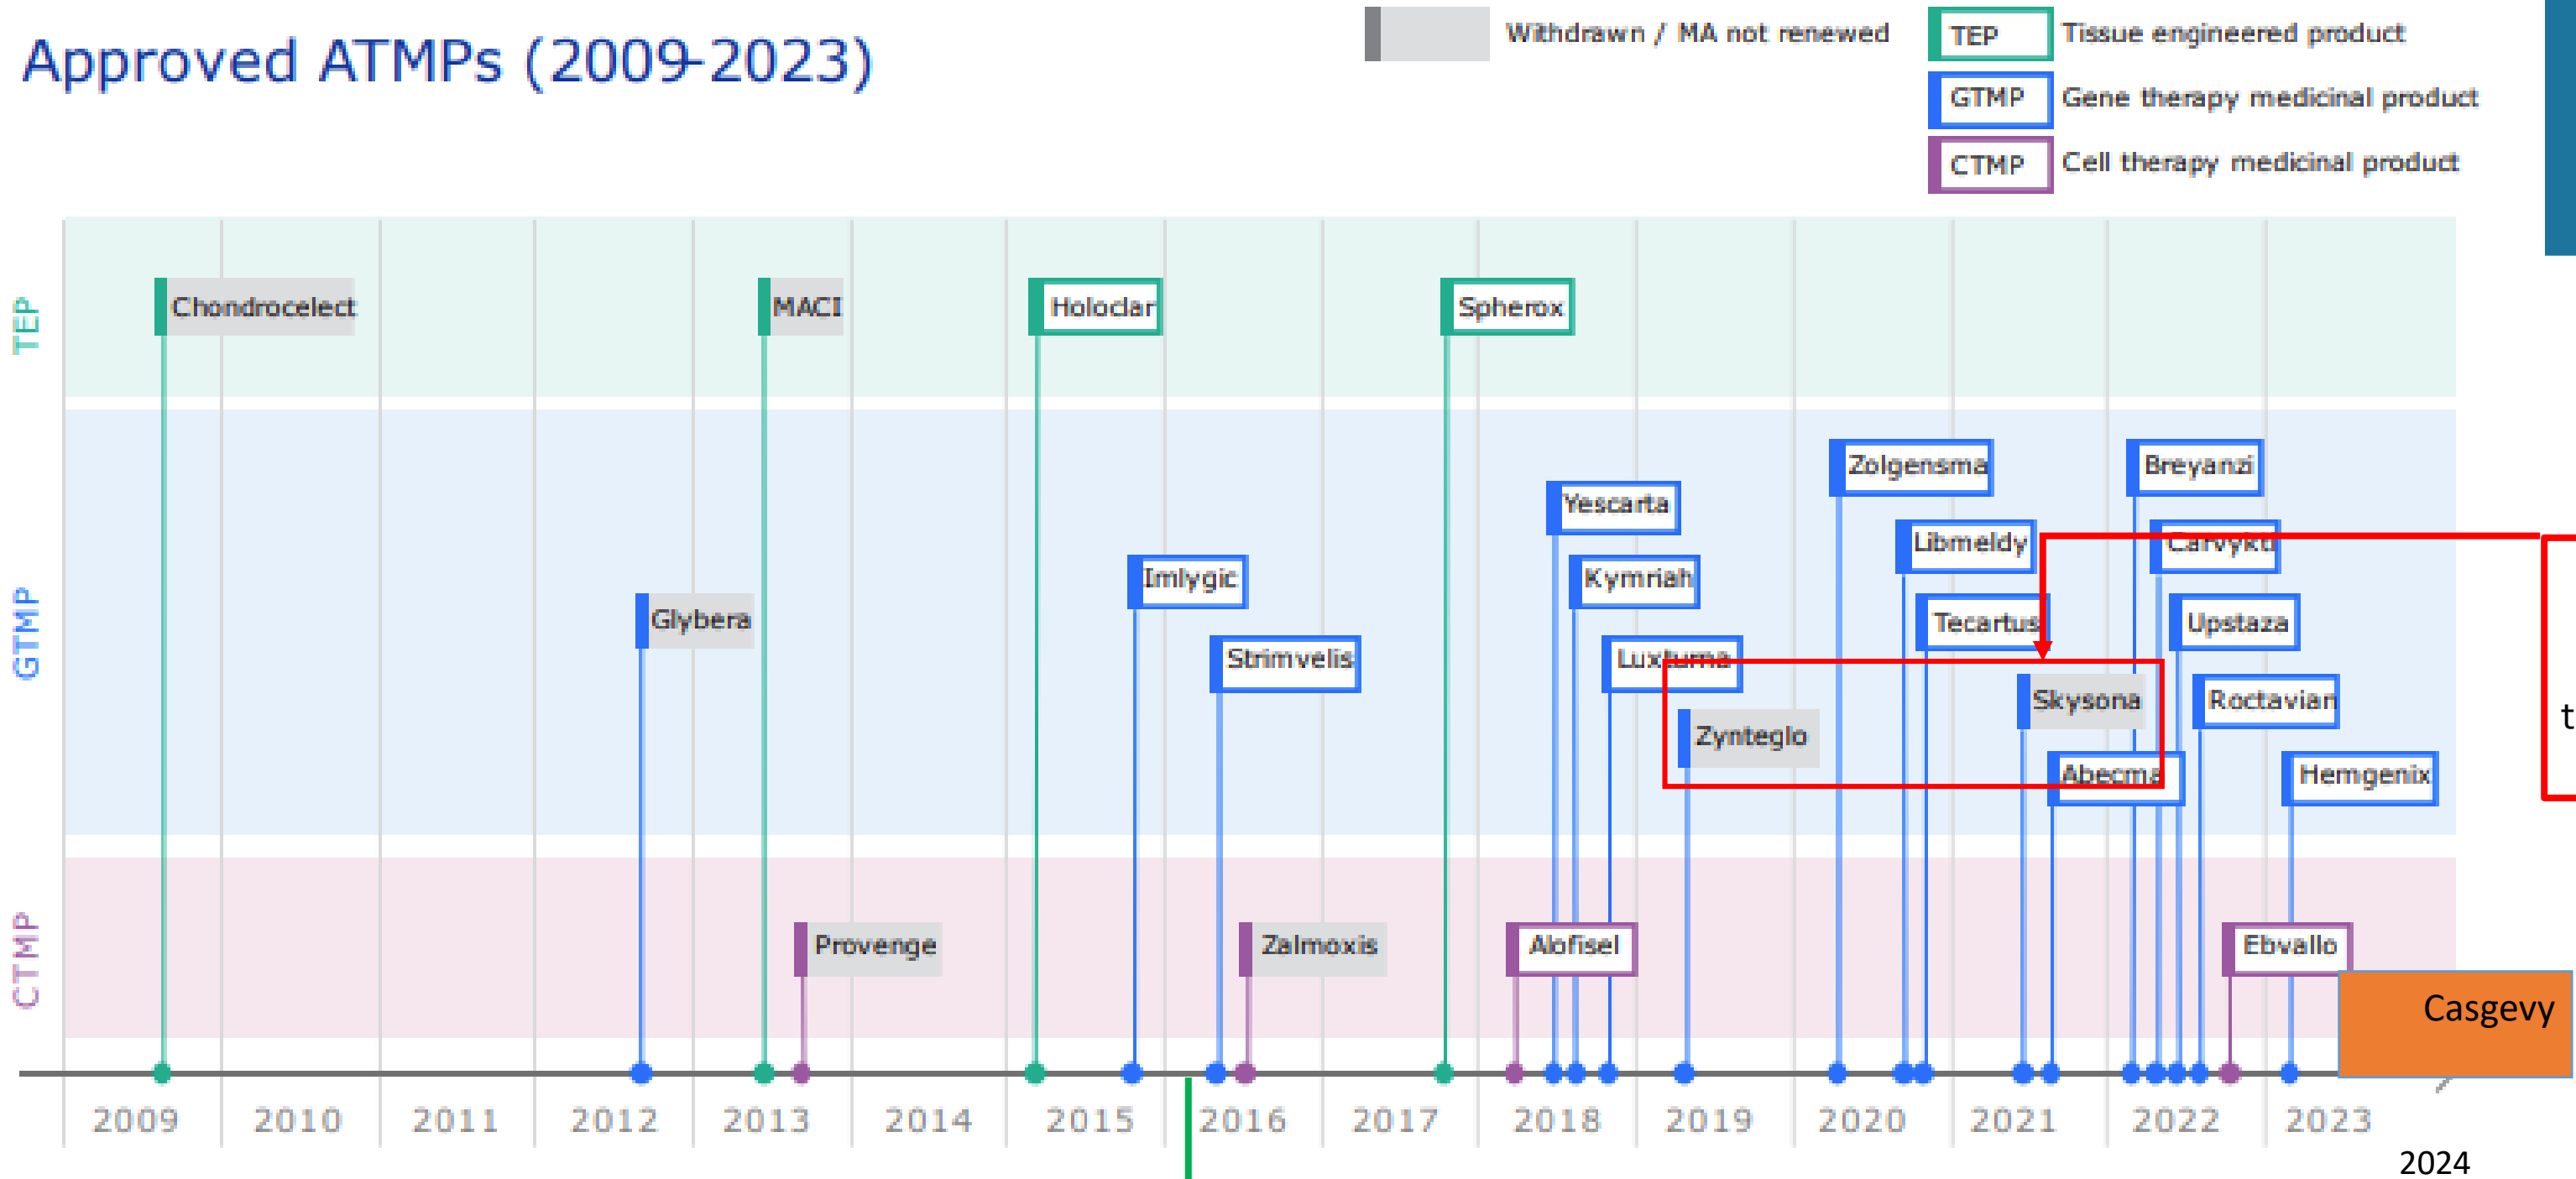 Approved ATMPs (2009-2023)
Withdrawn / MA not renewed
TEP Tissue engineered product
GTMP Gene therapy medicinal product
CTMP Cell therapy medicinal product
TEP
Chondrocelect
MACI
Holoclar
Spherox
GTMP
Zolgensma
Breyanzi
Yescarta
Libmeldy
Carvykti
Imlygic
Kymriah
Glybera
Tecartus
Upstaza
Strimvelis
Luxturna
Skysona
Roctavian
t
Zynteglo
Abecma
Hemgenix
CTMP
Provenge
Zalmoxis
Alofisel
Ebvallo
Casgevy
2009 2010 2011 2012 2013 2014 2015 2016 2017 2018 2019 2020 2021 2022 2023
2024